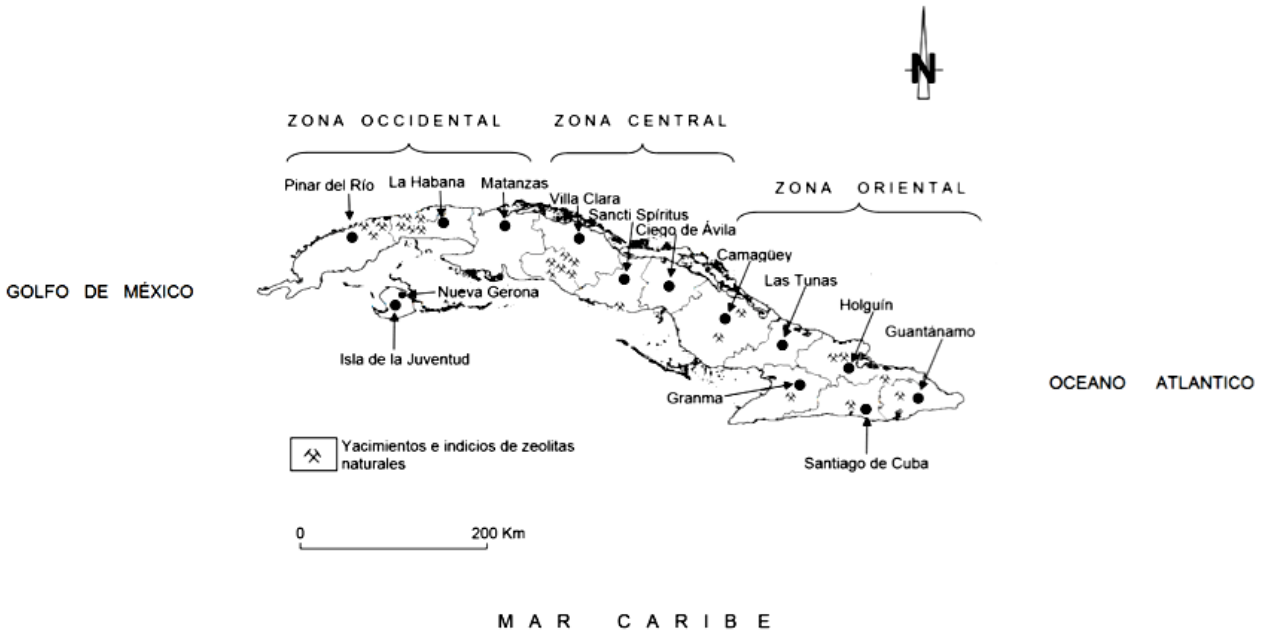 N
ZONA OCCIDENTAL
ZONA CENTRAL
ZONA ORIENTAL
Pinar del Río
La Habana
Matanzas
Villa Clara
Sancti Spíritus
Ciego de Ávila
Camagüey
Las Tunas
Holguín
Guantánamo
GOLFO DE MÉXICO
Nueva Gerona
Isla de la Juventud
Granma
Santiago de Cuba
OCEANO ATLANTICO
Yacimientos e indicios de zeolitas
naturales
0 200 Km
MAR CARIBE